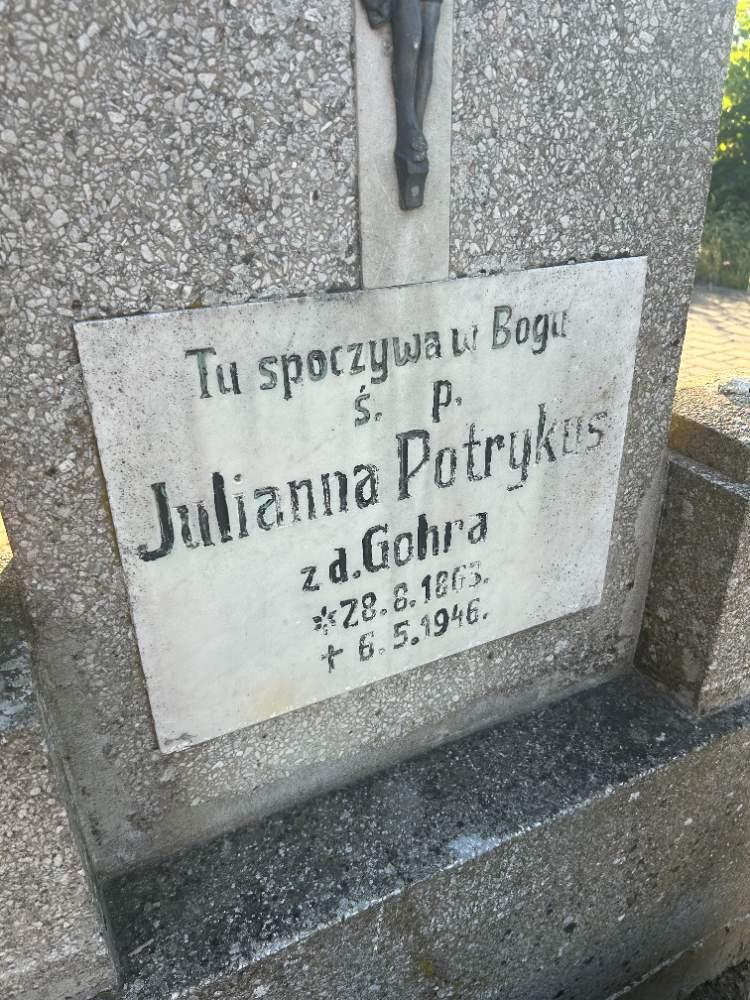 Tu spoczywa w Bogu
ś. p.
Julianna Potrykus
z d. Gohra
* 28. 8. 1863.
† 6. 5. 1946.